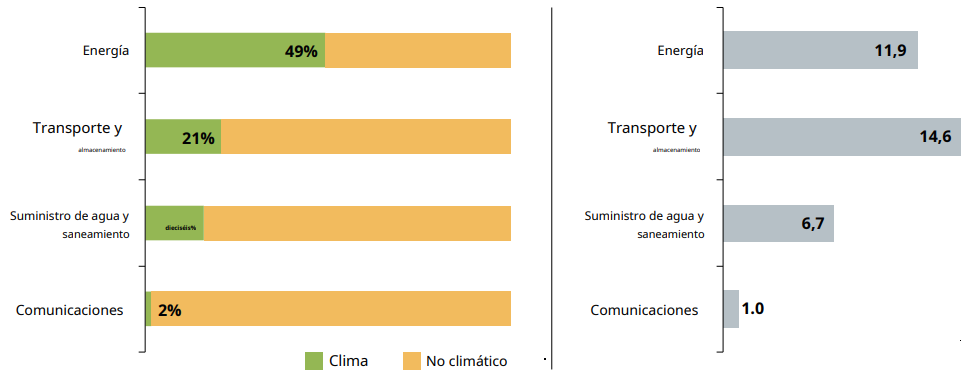 Energía
49%
Transporte y
almacenamiento
21%
Suministro de agua y
saneamiento
dieciséis%
Comunicaciones
2%
Clima
No climático
Energía
11,9
Transporte y
almacenamiento
14,6
Suministro de agua y
saneamiento
6,7
Comunicaciones
1.0